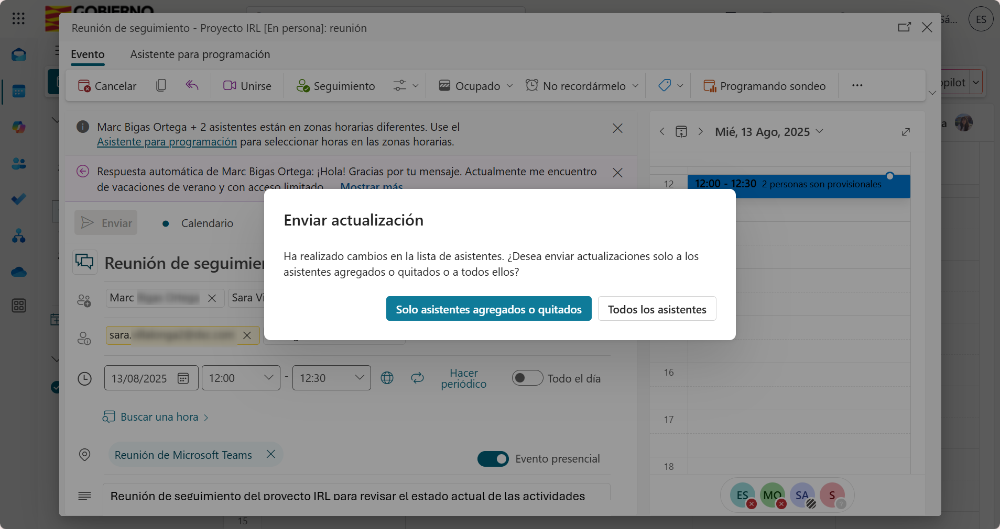 GOBIERNO
Sá...
ES
Reunión de seguimiento - Proyecto IRL [En persona]: reunión
Evento
Asistente para programación
Cancelar
Unirse
Seguimiento
Ocupado
No recordármelo
Programando sondeo
opilot
Marc Bigas Ortega + 2 asistentes están en zonas horarias diferentes. Use el
Asistente para programación para seleccionar horas en las zonas horarias.
Respuesta automática de Marc Bigas Ortega: ¡Hola! Gracias por tu mensaje. Actualmente me encuentro
de vacaciones de verano y con acceso limitado ... Mostrar más
Mié, 13 Ago, 2025
a
12
12:00 - 12:30 2 personas son provisionales
Enviar
Calendario
Enviar actualización
Ha realizado cambios en la lista de asistentes. ¿Desea enviar actualizaciones solo a los
asistentes agregados o quitados o a todos ellos?
Solo asistentes agregados o quitados
Todos los asistentes
Reunión de seguimien
Marc
Sara Vi
sara.
13/08/2025
12:00
-
12:30
Hacer
periódico
Todo el día
16
Buscar una hora
17
Reunión de Microsoft Teams
Evento presencial
18
Reunión de seguimiento del proyecto IRL para revisar el estado actual de las actividades
ES
MO
SA
S
15